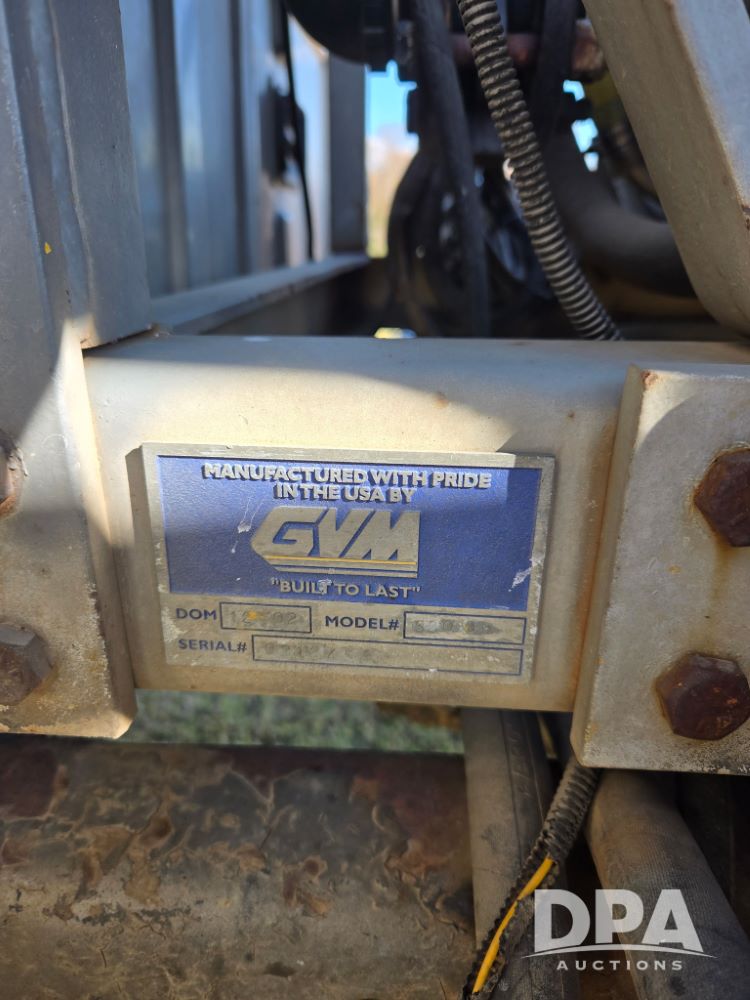 MANUFACTURED WITH PRIDE
IN THE USA BY
GVM
"BUILT TO LAST"
DOM MODEL#
SERIAL#
DPA
AUCTIONS